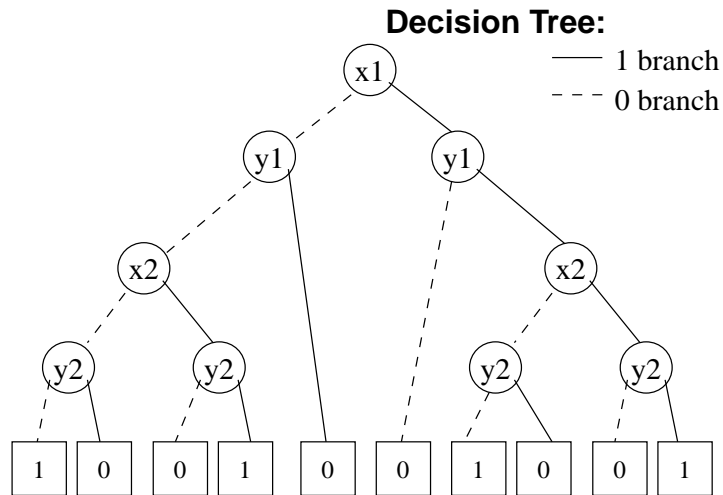 Decision Tree:
1 branch
0 branch
x1
y1 y1
x2 x2
y2 y2 y2 y2
1 0 0 1 0 0 1 0 0 1